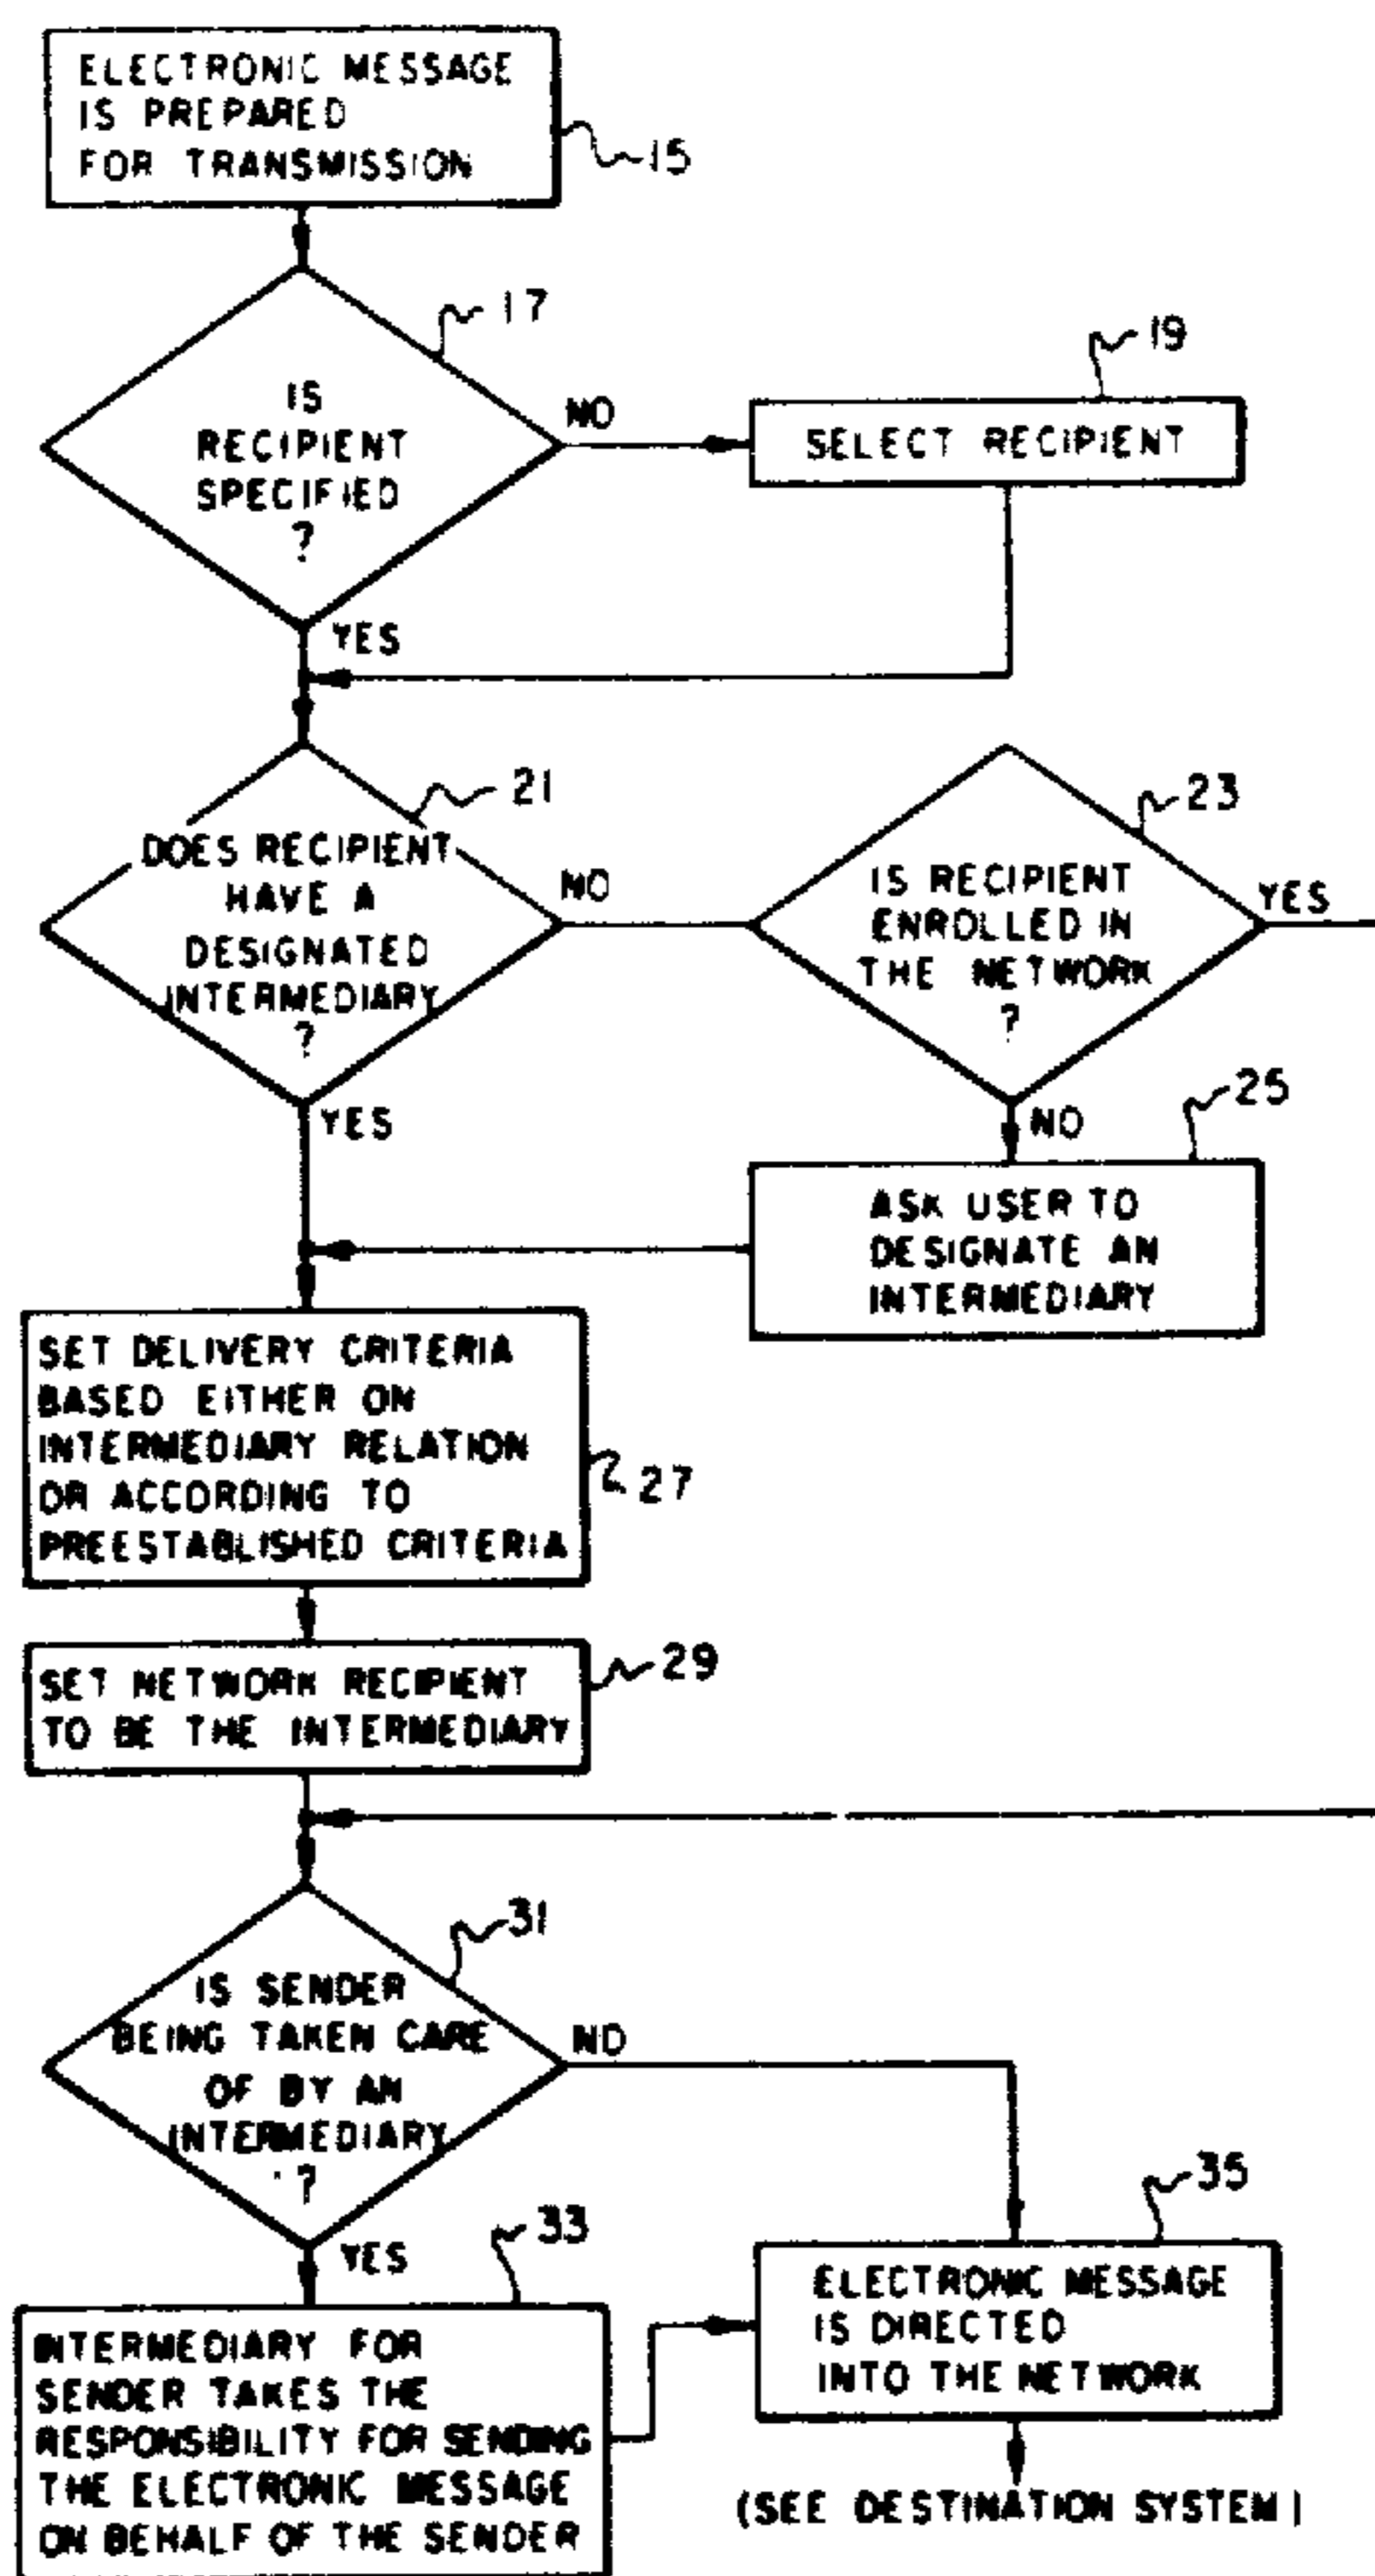 ELECTRONIC MESSAGE
IS PREPARED
FOR TRANSMISSION
15
17
IS
RECIPIENT
SPECIFIED
?
NO
19
SELECT RECIPIENT
YES
21
DOES RECIPIENT
HAVE A
DESIGNATED
INTERMEDIARY
?
NO
23
IS RECIPIENT
ENROLLED IN
THE NETWORK
?
YES
YES
NO
25
ASK USER TO
DESIGNATE AN
INTERMEDIARY
SET DELIVERY CRITERIA
BASED EITHER ON
INTERMEDIARY RELATION
OR ACCORDING TO
PREESTABLISHED CRITERIA
27
SET NETWORK RECIPIENT
TO BE THE INTERMEDIARY
29
31
IS SENDER
BEING TAKEN CARE
OF BY AN
INTERMEDIARY
?
NO
YES
33
INTERMEDIARY FOR
SENDER TAKES THE
RESPONSIBILITY FOR SENDING
THE ELECTRONIC MESSAGE
ON BEHALF OF THE SENDER
35
ELECTRONIC MESSAGE
IS DIRECTED
INTO THE NETWORK
(SEE DESTINATION SYSTEM)